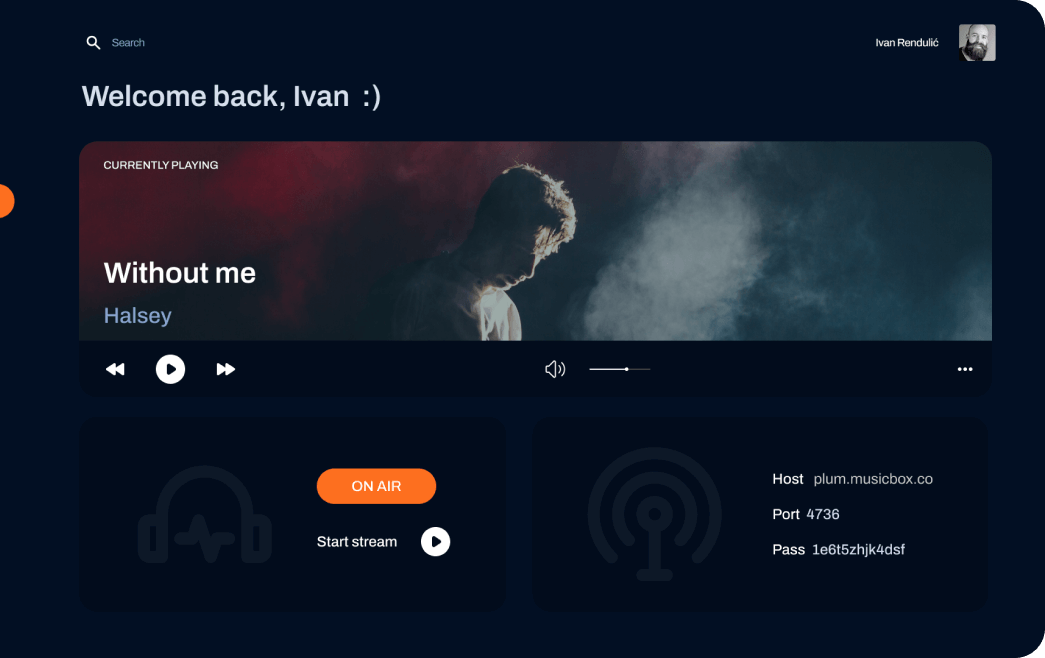 Search
Ivan Rendulić
Welcome back, Ivan :)
CURRENTLY PLAYING
Without me
Halsey
ON AIR
Start stream
Host plum.musicbox.co
Port 4736
Pass 1e6t5zhjk4dsf